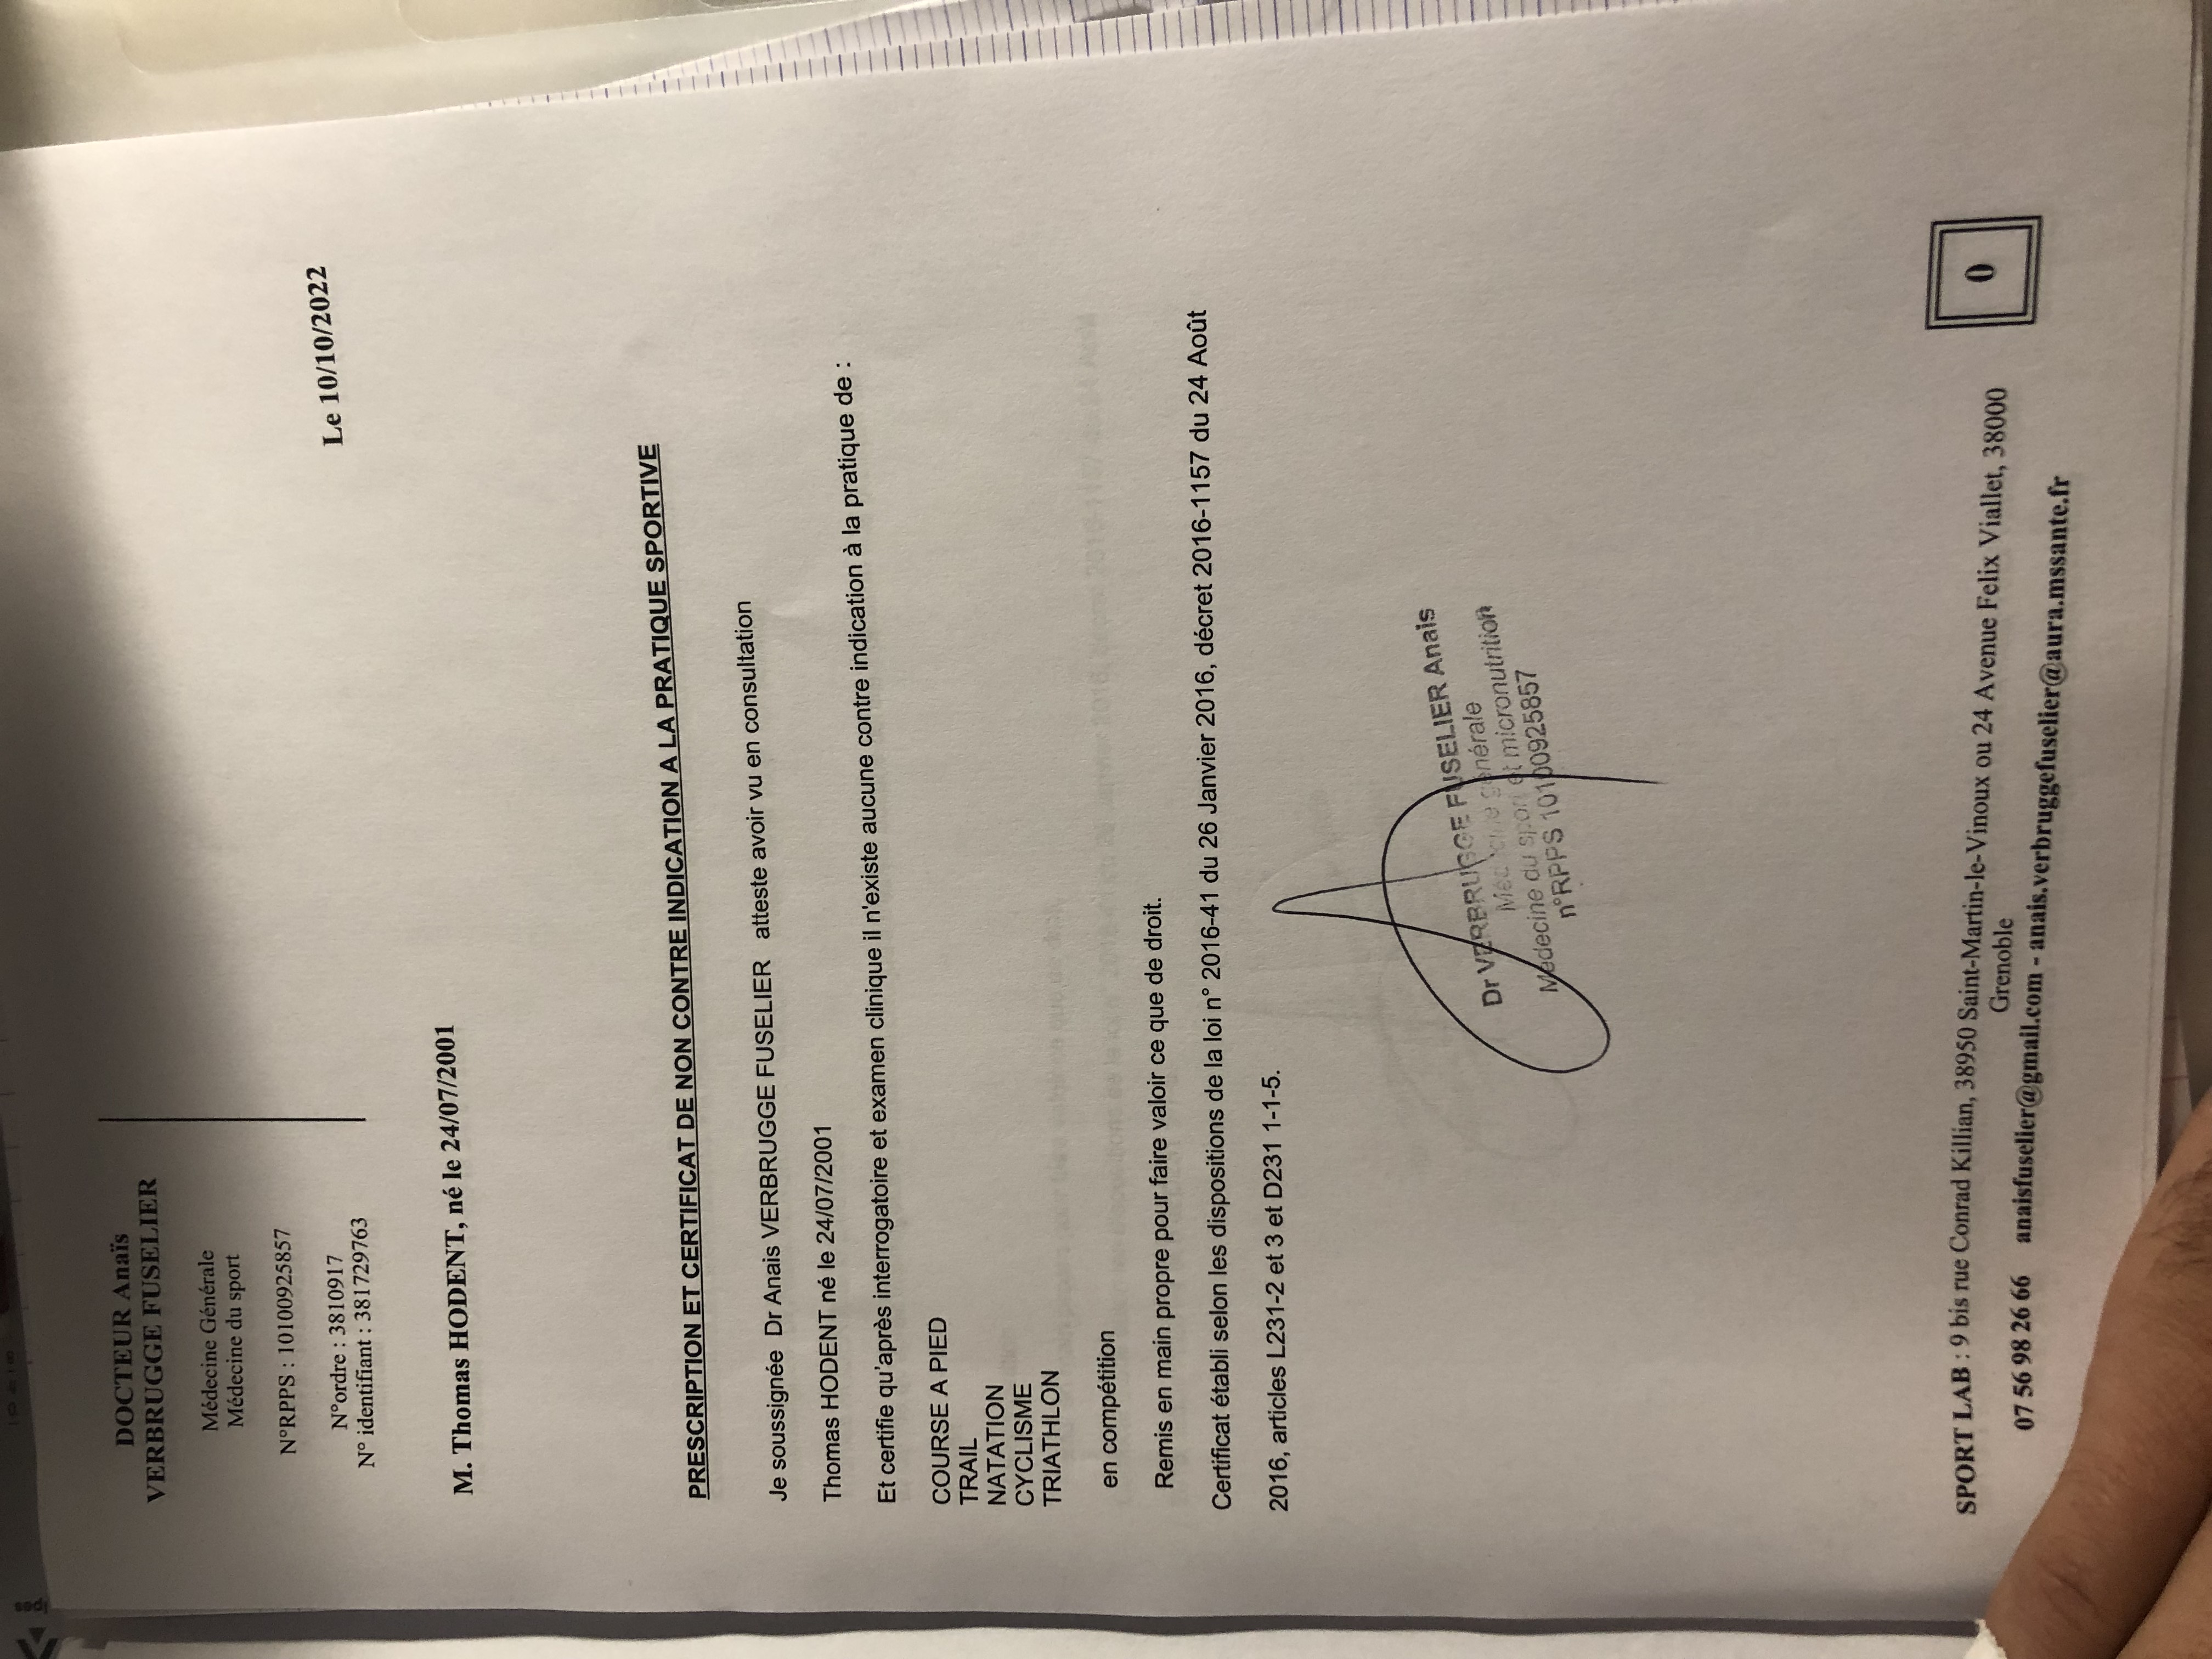 DOCTEUR Anaïs
VERBRUGGE FUSELIER
Médecine Générale
Médecine du sport
N°RPPS : 10100925857
N°ordre : 3810917
N° identifiant : 381729763
Le 10/10/2022
M. Thomas HODENT, né le 24/07/2001
PRESCRIPTION ET CERTIFICAT DE NON CONTRE INDICATION A LA PRATIQUE SPORTIVE
Je soussignée Dr Anais VERBRUGGE FUSELIER atteste avoir vu en consultation
Thomas HODENT né le 24/07/2001
Et certifie qu'après interrogatoire et examen clinique il n'existe aucune contre indication à la pratique de :
COURSE A PIED
TRAIL
NATATION
CYCLISME
TRIATHLON
en compétition
Remis en main propre pour faire valoir ce que de droit.
Certificat établi selon les dispositions de la loi n° 2016-41 du 26 Janvier 2016, décret 2016-1157 du 24 Août
2016, articles L231-2 et 3 et D231 1-1-5.
Dr VERBRUGGE FUSELIER Anais
Médecine générale
Médecine du sport et micronutrition
n°RPPS 10100925857
SPORT LAB : 9 bis rue Conrad Killian, 38950 Saint-Martin-le-Vinoux ou 24 Avenue Felix Viallet, 38000
Grenoble
07 56 98 26 66 anaisfuselier@gmail.com - anais.verbruggefuselier@aura.mssante.fr
0